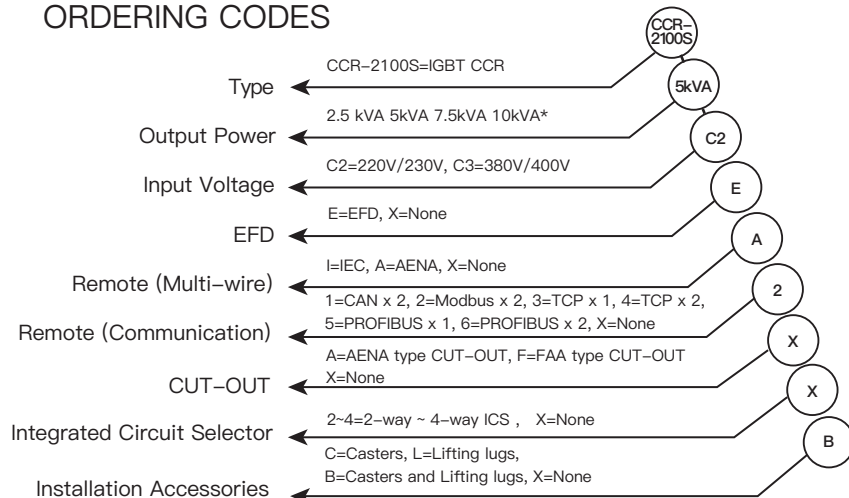 ORDERING CODES
CCR-
2100S
CCR-2100S=IGBT CCR
Type
5kVA
2.5 kVA 5kVA 7.5kVA 10kVA*
Output Power
C2
C2=220V/230V, C3=380V/400V
Input Voltage
E
E=EFD, X=None
EFD
A
I=IEC, A=AENA, X=None
Remote (Multi-wire)
2
1=CAN x 2, 2=Modbus x 2, 3=TCP x 1, 4=TCP x 2,
5=PROFIBUS x 1, 6=PROFIBUS x 2, X=None
Remote (Communication)
X
A=AENA type CUT-OUT, F=FAA type CUT-OUT
X=None
CUT-OUT
X
2~4=2-way ~ 4-way ICS , X=None
Integrated Circuit Selector
B
C=Casters, L=Lifting lugs,
B=Casters and Lifting lugs, X=None
Installation Accessories